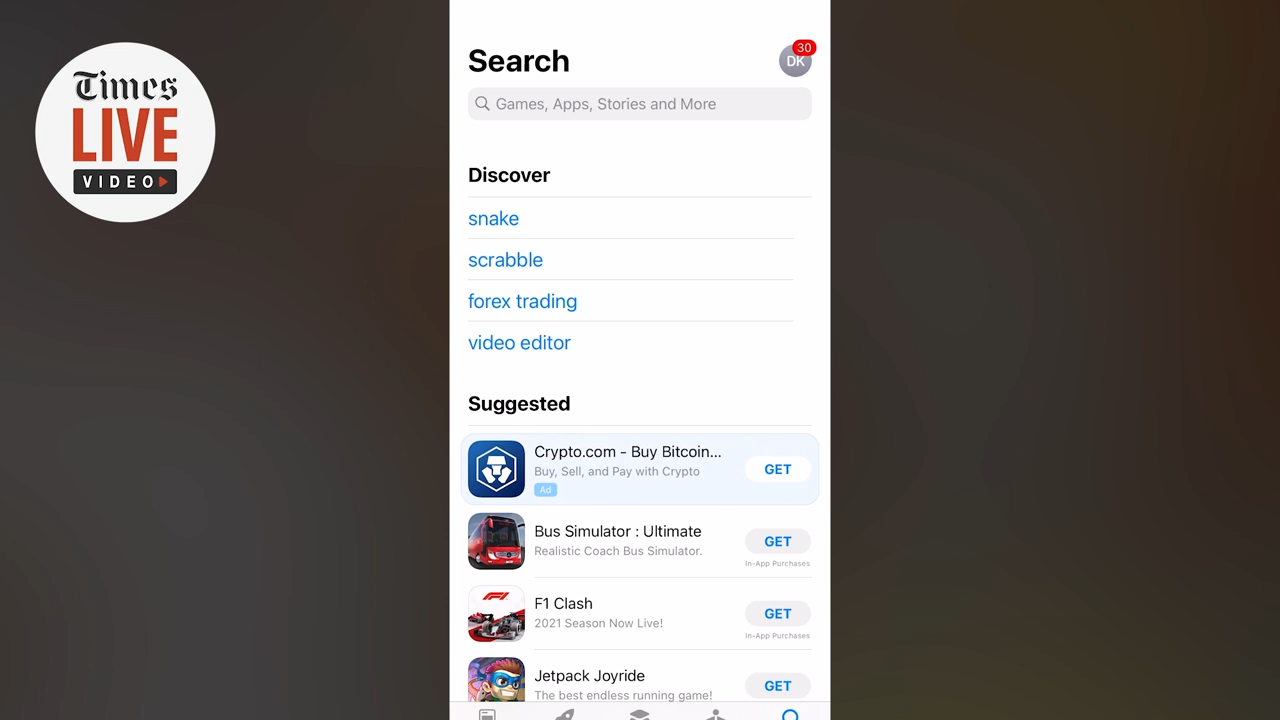 Times
LIVE
VIDEO
Search
30
DK
Games, Apps, Stories and More
Discover
snake
scrabble
forex trading
video editor
Suggested
Crypto.com - Buy Bitcoin...
Buy, Sell, and Pay with Crypto
Ad
GET
Bus Simulator : Ultimate
Realistic Coach Bus Simulator.
GET
In-App Purchases
F1 Clash
2021 Season Now Live!
GET
In-App Purchases
Jetpack Joyride
The best endless running game!
GET